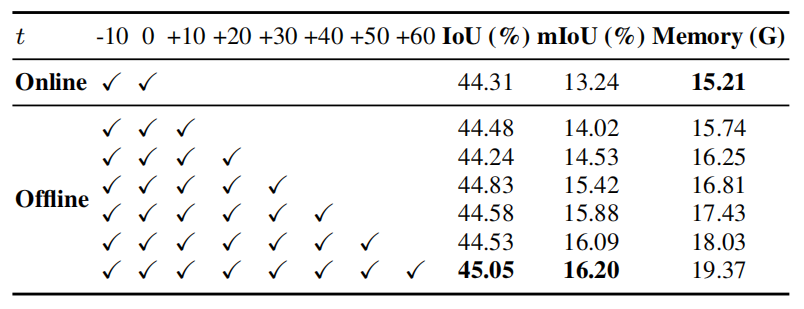 t -10 0 +10 +20 +30 +40 +50 +60 IoU (%) mIoU (%) Memory (G)
Online ✓ ✓ 44.31 13.24 15.21
✓ ✓ ✓ 44.48 14.02 15.74
✓ ✓ ✓ ✓ 44.24 14.53 16.25
✓ ✓ ✓ ✓ ✓ 44.83 15.42 16.81
Offline
✓ ✓ ✓ ✓ ✓ ✓ 44.58 15.88 17.43
✓ ✓ ✓ ✓ ✓ ✓ ✓ 44.53 16.09 18.03
✓ ✓ ✓ ✓ ✓ ✓ ✓ ✓ 45.05 16.20 19.37